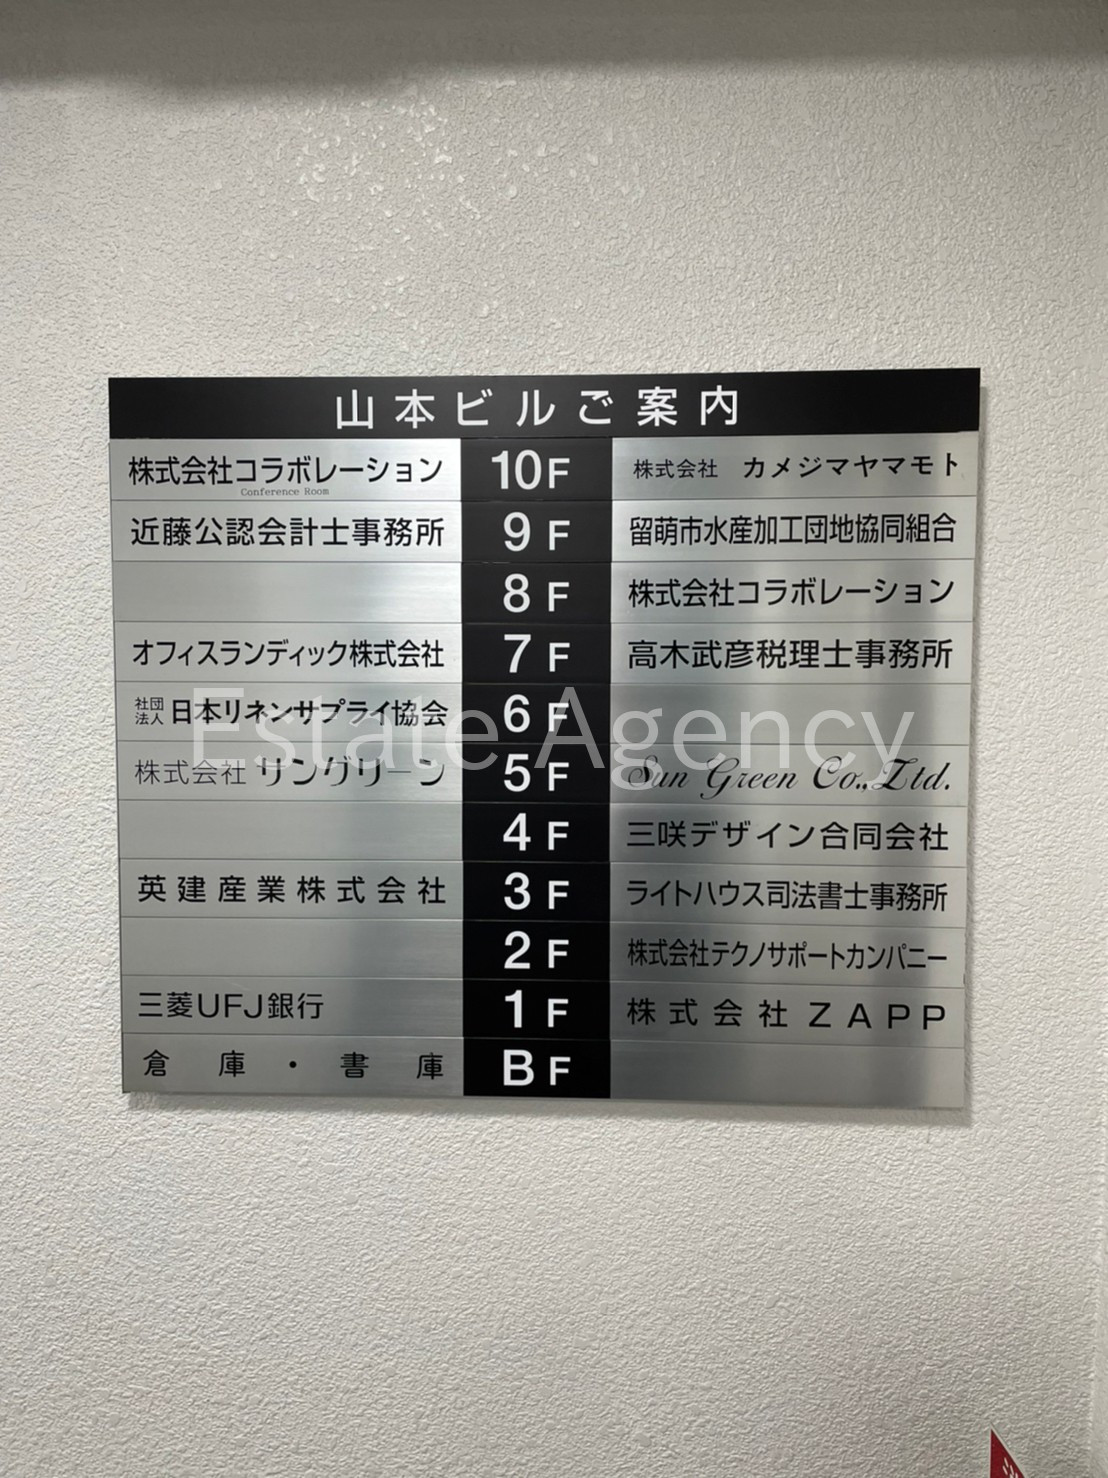 山本ビルご案内
株式会社コラボレーション 10F 株式会社 カメジマヤマモト
Conference Room
近藤公認会計士事務所 9F 留萌市水産加工団地協同組合
8F 株式会社コラボレーション
オフィスランディック株式会社 7F 高木武彦税理士事務所
社団法人 日本リネンサプライ協会 6F
Estate Agency
株式会社 サングリーン 5F Sun Green Co.,Ltd.
4F 三咲デザイン合同会社
英建産業株式会社 3F ライトハウス司法書士事務所
2F 株式会社テクノサポートカンパニー
三菱UFJ銀行 1F 株式会社ZAPP
倉庫・書庫 BF